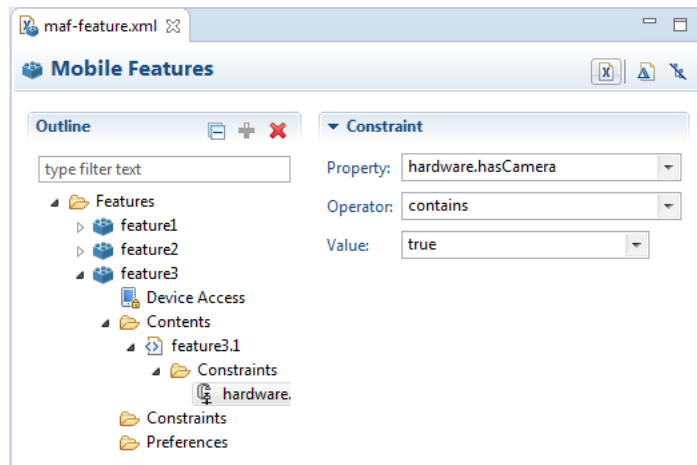 maf-feature.xml
Mobile Features
Outline
type filter text
Features
feature1
feature2
feature3
Device Access
Contents
feature3.1
Constraints
hardware.
Constraints
Preferences
Constraint
Property: hardware.hasCamera
Operator: contains
Value: true